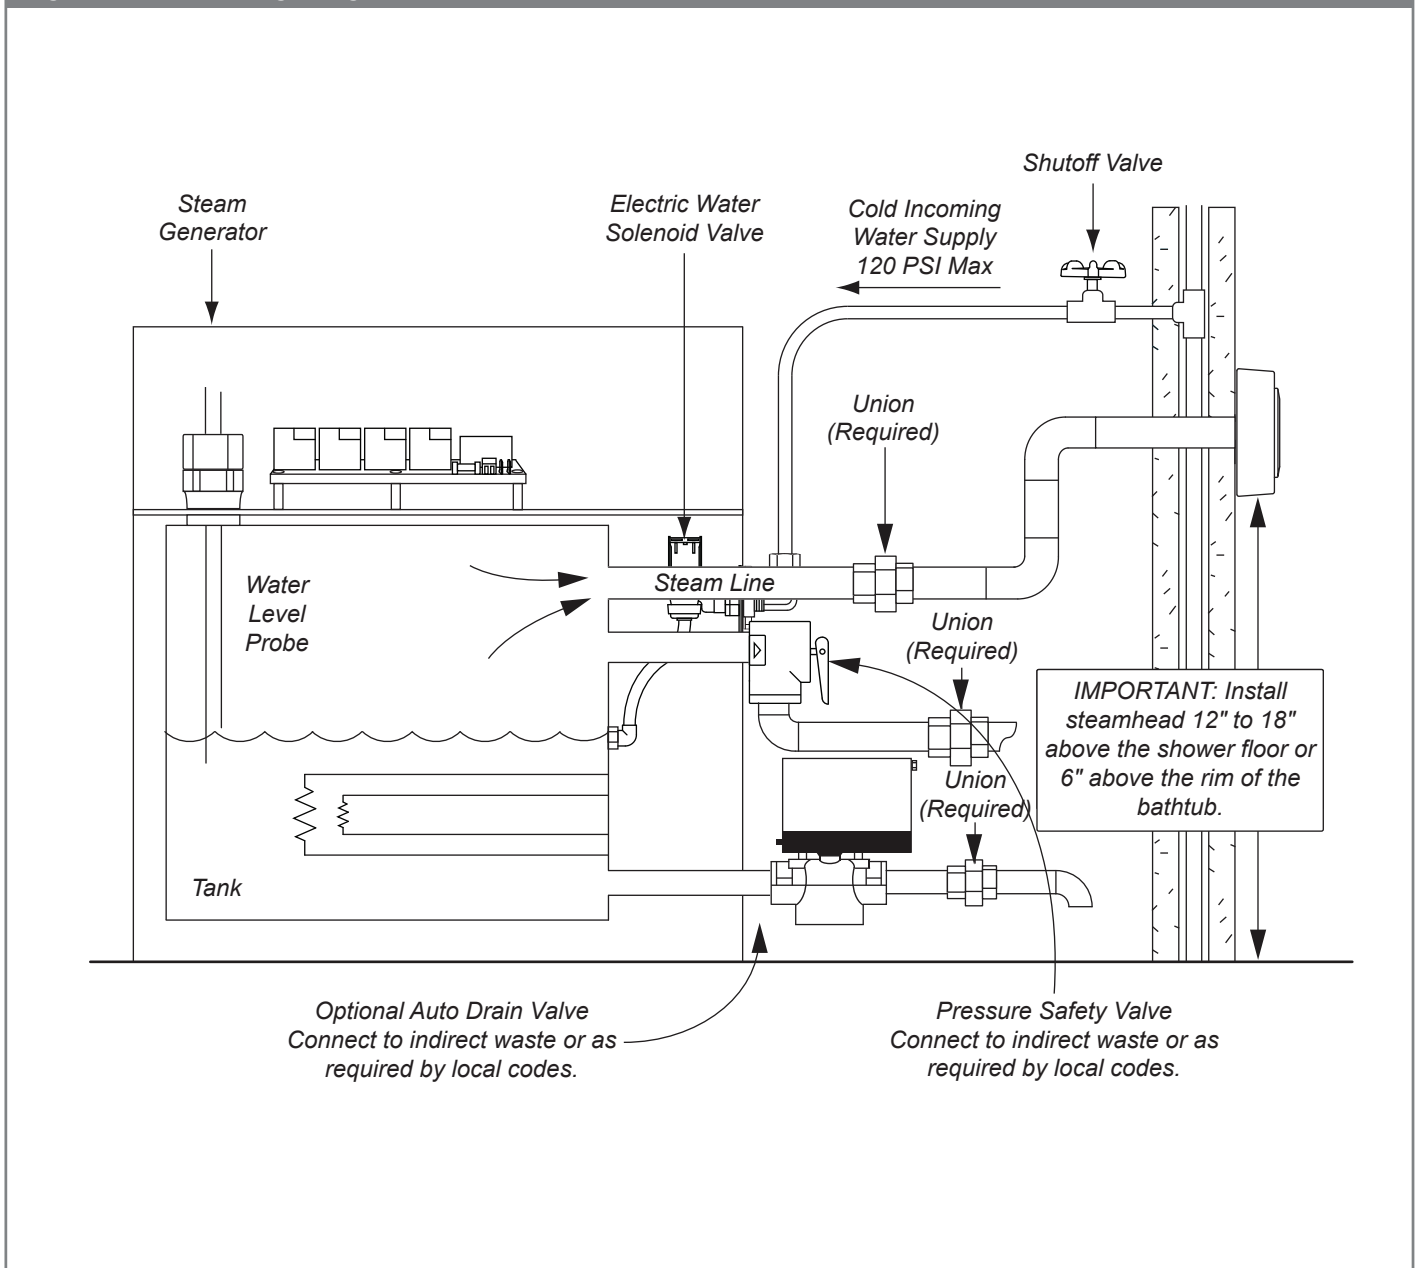 Shutoff Valve
Steam
Generator
Electric Water
Solenoid Valve
Cold Incoming
Water Supply
120 PSI Max
Union
(Required)
Water
Level
Probe
Steam Line
Union
(Required)
IMPORTANT: Install
steamhead 12" to 18"
above the shower floor or
6" above the rim of the
bathtub.
Union
(Required)
Tank
Optional Auto Drain Valve
Connect to indirect waste or as
required by local codes.
Pressure Safety Valve
Connect to indirect waste or as
required by local codes.